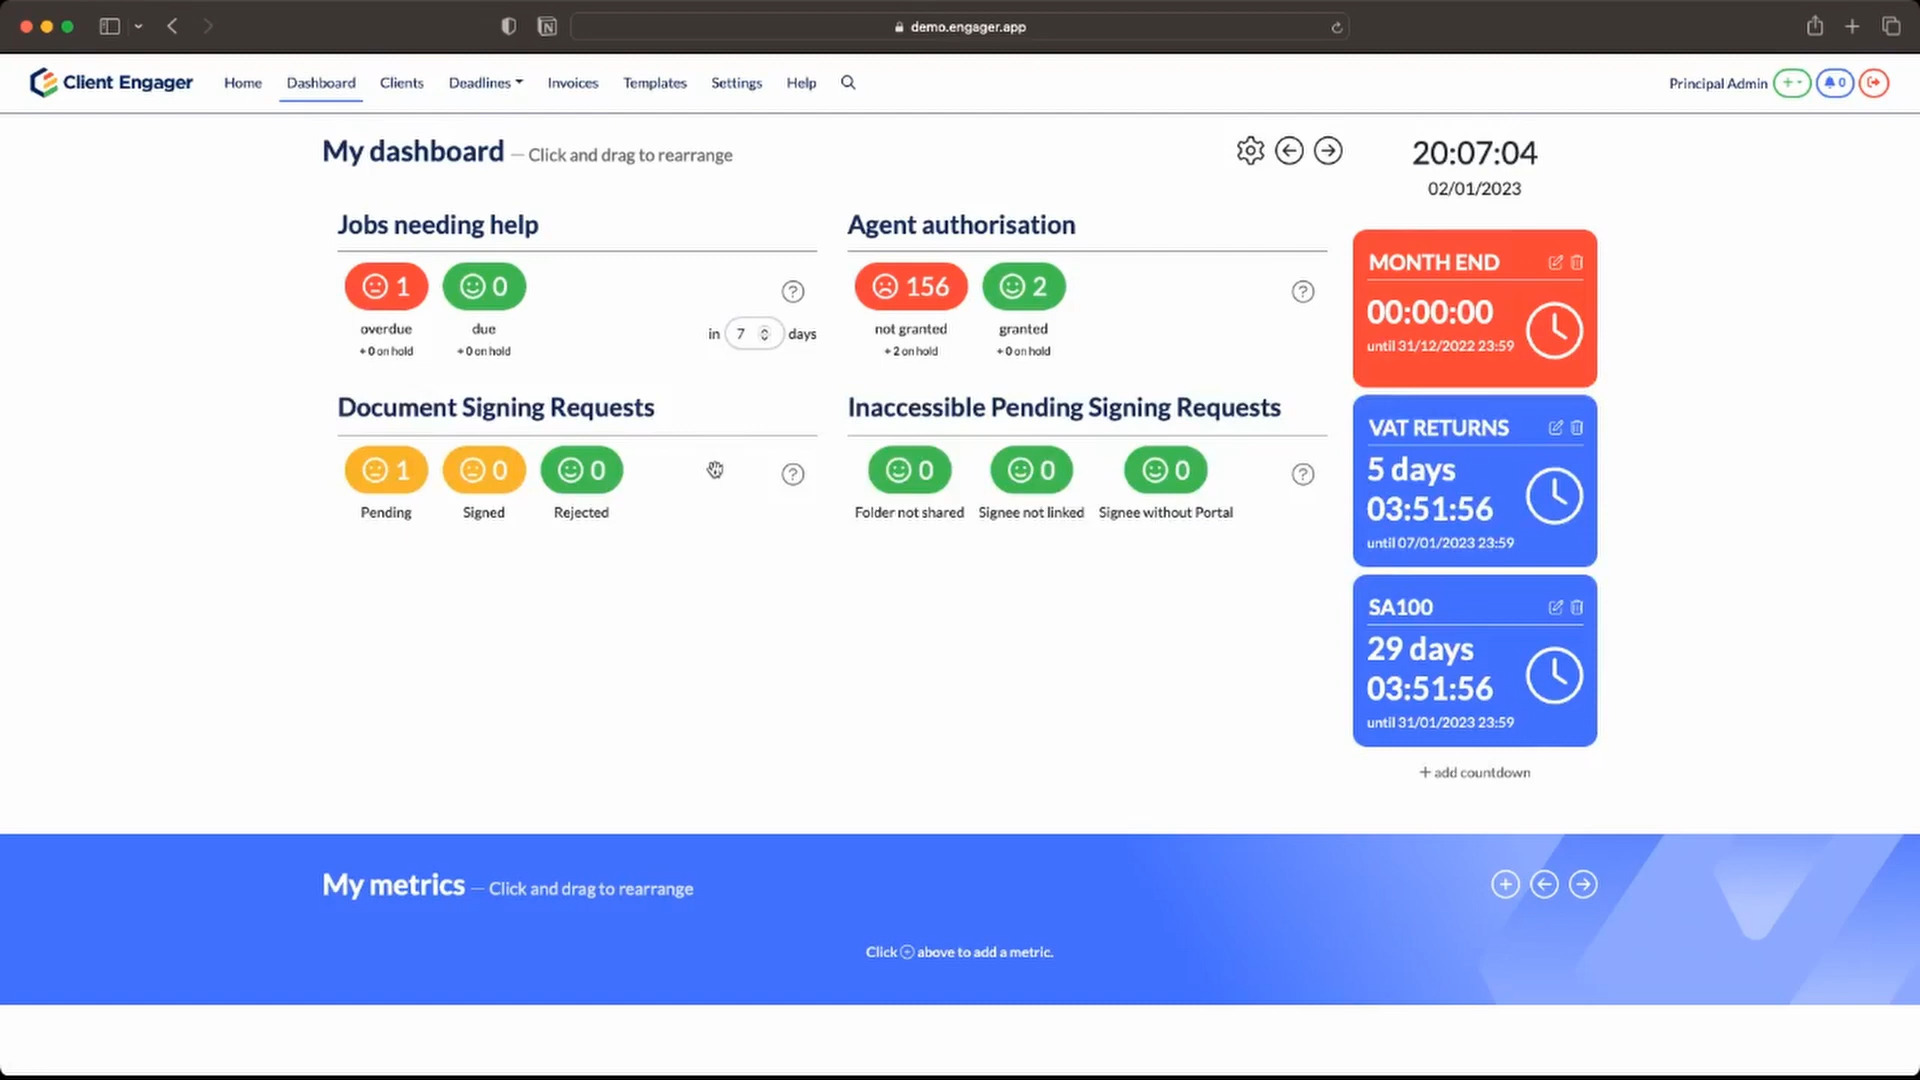 demo.engager.app
Client Engager
Home
Dashboard
Clients
Deadlines
Invoices
Templates
Settings
Help
Principal Admin
0
My dashboard — Click and drag to rearrange
20:07:04
02/01/2023
Jobs needing help
1
0
overdue
due
+ 0 on hold
+ 0 on hold
in 7 days
Agent authorisation
156
2
not granted
granted
+ 2 on hold
+ 0 on hold
Document Signing Requests
1
0
0
Pending
Signed
Rejected
Inaccessible Pending Signing Requests
0
0
0
Folder not shared
Signee not linked
Signee without Portal
MONTH END
00:00:00
until 31/12/2022 23:59
VAT RETURNS
5 days
03:51:56
until 07/01/2023 23:59
SA100
29 days
03:51:56
until 31/01/2023 23:59
+ add countdown
My metrics — Click and drag to rearrange
Click + above to add a metric.